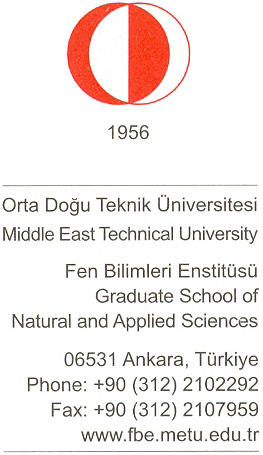 1956
Orta Doğu Teknik Üniversitesi
Middle East Technical University
Fen Bilimleri Enstitüsü
Graduate School of
Natural and Applied Sciences
06531 Ankara, Türkiye
Phone: +90 (312) 2102292
Fax: +90 (312) 2107959
www.fbe.metu.edu.tr